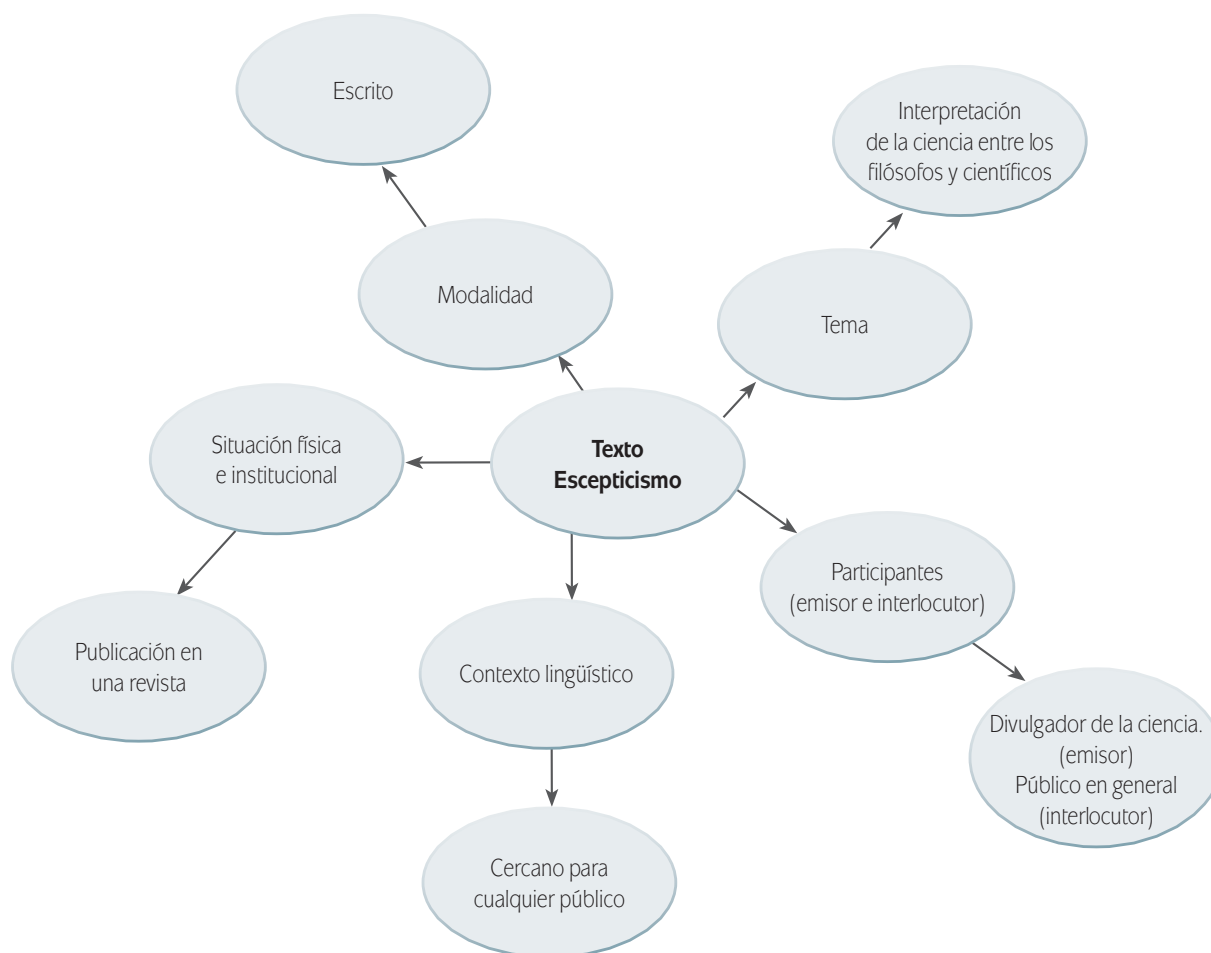 Escrito
Interpretación
de la ciencia entre los
filósofos y científicos
Modalidad
Tema
Situación física
e institucional
Texto
Escepticismo
Participantes
(emisor e interlocutor)
Publicación en
una revista
Contexto lingüístico
Divulgador de la ciencia.
(emisor)
Público en general
(interlocutor)
Cercano para
cualquier público